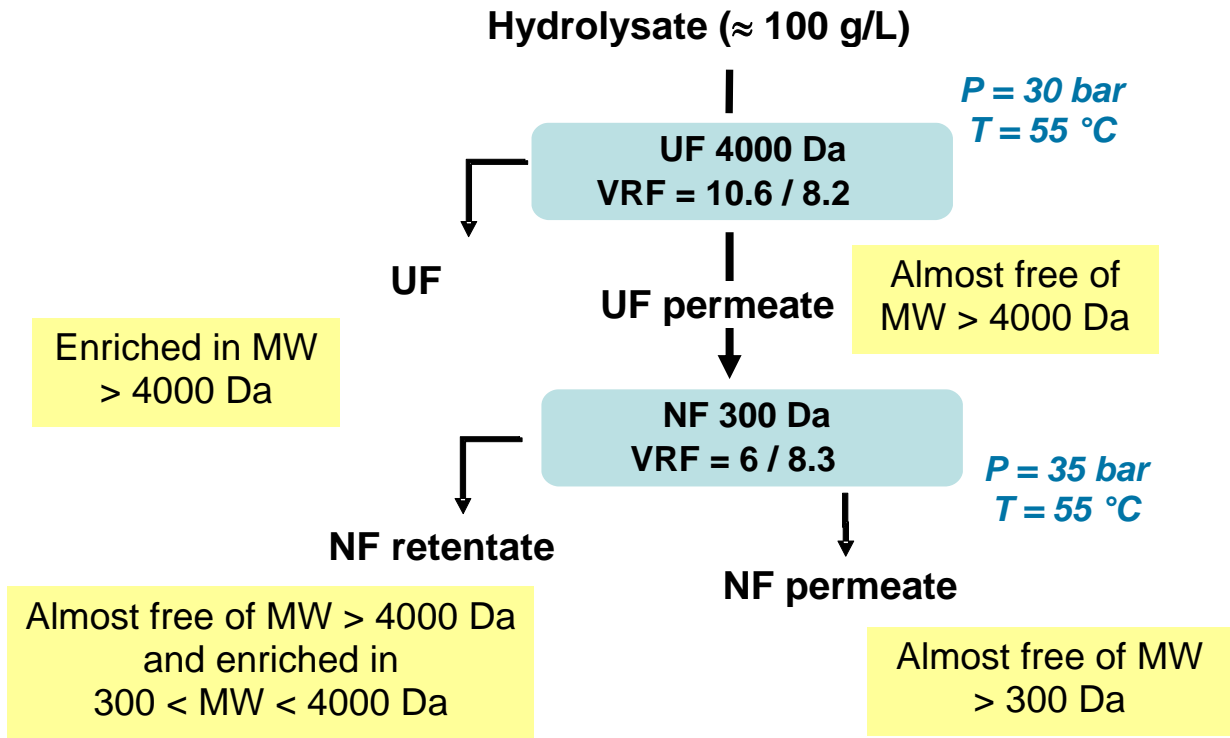 Hydrolysate (≈ 100 g/L)
P = 30 bar
T = 55 °C
UF 4000 Da
VRF = 10.6 / 8.2
UF
UF permeate
Almost free of
MW > 4000 Da
Enriched in MW
> 4000 Da
NF 300 Da
VRF = 6 / 8.3
P = 35 bar
T = 55 °C
NF retentate
NF permeate
Almost free of MW > 4000 Da
and enriched in
300 < MW < 4000 Da
Almost free of MW
> 300 Da